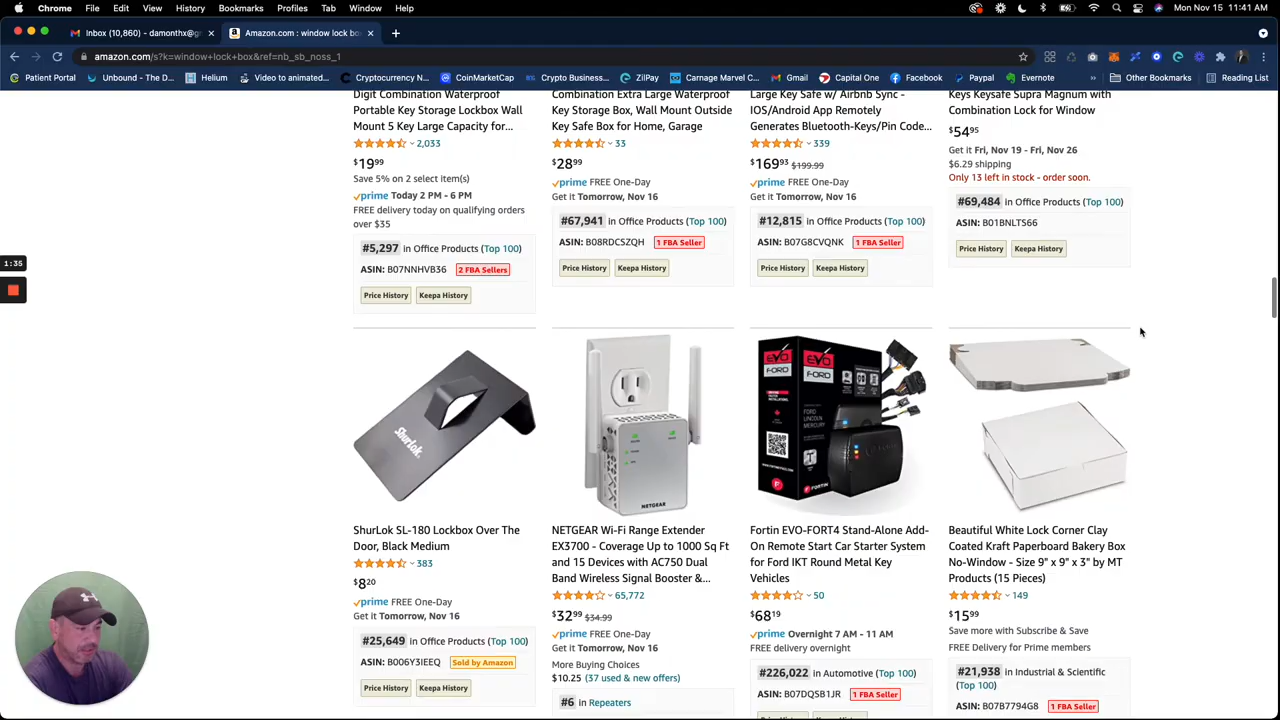 Chrome File Edit View History Bookmarks Profiles Tab Window Help
Mon Nov 15 11:41 AM
Inbox (10,860) - damonthx@g
Amazon.com : window lock bo
amazon.com/s?k=window+lock+box&ref=nb_sb_noss_1
Patient Portal Unbound - The D... Helium Video to animated... Cryptocurrency N... CoinMarketCap Crypto Business... ZilPay Carnage Marvel C... Gmail Capital One Facebook Paypal Evernote >> Other Bookmarks Reading List
1:35
Digit Combination Waterproof
Portable Key Storage Lockbox Wall
Mount 5 Key Large Capacity for...
2,033
$1999
Save 5% on 2 select item(s)
prime Today 2 PM - 6 PM
FREE delivery today on qualifying orders
over $35
#5,297 in Office Products (Top 100)
ASIN: B07NNHVB36 2 FBA Sellers
Price History Keepa History
Combination Extra Large Waterproof
Key Storage Box, Wall Mount Outside
Key Safe Box for Home, Garage
33
$2899
prime FREE One-Day
Get it Tomorrow, Nov 16
#67,941 in Office Products (Top 100)
ASIN: B08RDCSZQH 1 FBA Seller
Price History Keepa History
Large Key Safe w/ Airbnb Sync -
IOS/Android App Remotely
Generates Bluetooth-Keys/Pin Code...
339
$16993 $199.99
prime FREE One-Day
Get it Tomorrow, Nov 16
#12,815 in Office Products (Top 100)
ASIN: B07G8CVQNK 1 FBA Seller
Price History Keepa History
Keys Keysafe Supra Magnum with
Combination Lock for Window
$5495
Get it Fri, Nov 19 - Fri, Nov 26
$6.29 shipping
Only 13 left in stock - order soon.
#69,484 in Office Products (Top 100)
ASIN: B01BNLTS66
Price History Keepa History
ShurLok
ShurLok SL-180 Lockbox Over The
Door, Black Medium
383
$820
prime FREE One-Day
Get it Tomorrow, Nov 16
#25,649 in Office Products (Top 100)
ASIN: B006Y3IEEQ Sold by Amazon
Price History Keepa History
NETGEAR
NETGEAR Wi-Fi Range Extender
EX3700 - Coverage Up to 1000 Sq Ft
and 15 Devices with AC750 Dual
Band Wireless Signal Booster &...
65,772
$3299 $34.99
prime FREE One-Day
Get it Tomorrow, Nov 16
More Buying Choices
$10.25 (37 used & new offers)
#6 in Repeaters
EVO EVO
FORD FORD
FORD
LINCOLN
MERCURY
FORTIN
Fortin EVO-FORT4 Stand-Alone Add-
On Remote Start Car Starter System
for Ford IKT Round Metal Key
Vehicles
50
$6819
prime Overnight 7 AM - 11 AM
FREE delivery overnight
#226,022 in Automotive (Top 100)
ASIN: B07DQSB1JR 1 FBA Seller
Beautiful White Lock Corner Clay
Coated Kraft Paperboard Bakery Box
No-Window - Size 9" x 9" x 3" by MT
Products (15 Pieces)
149
$1599
Save more with Subscribe & Save
FREE Delivery for Prime members
#21,938 in Industrial & Scientific
(Top 100)
ASIN: B07B7794G8 1 FBA Seller